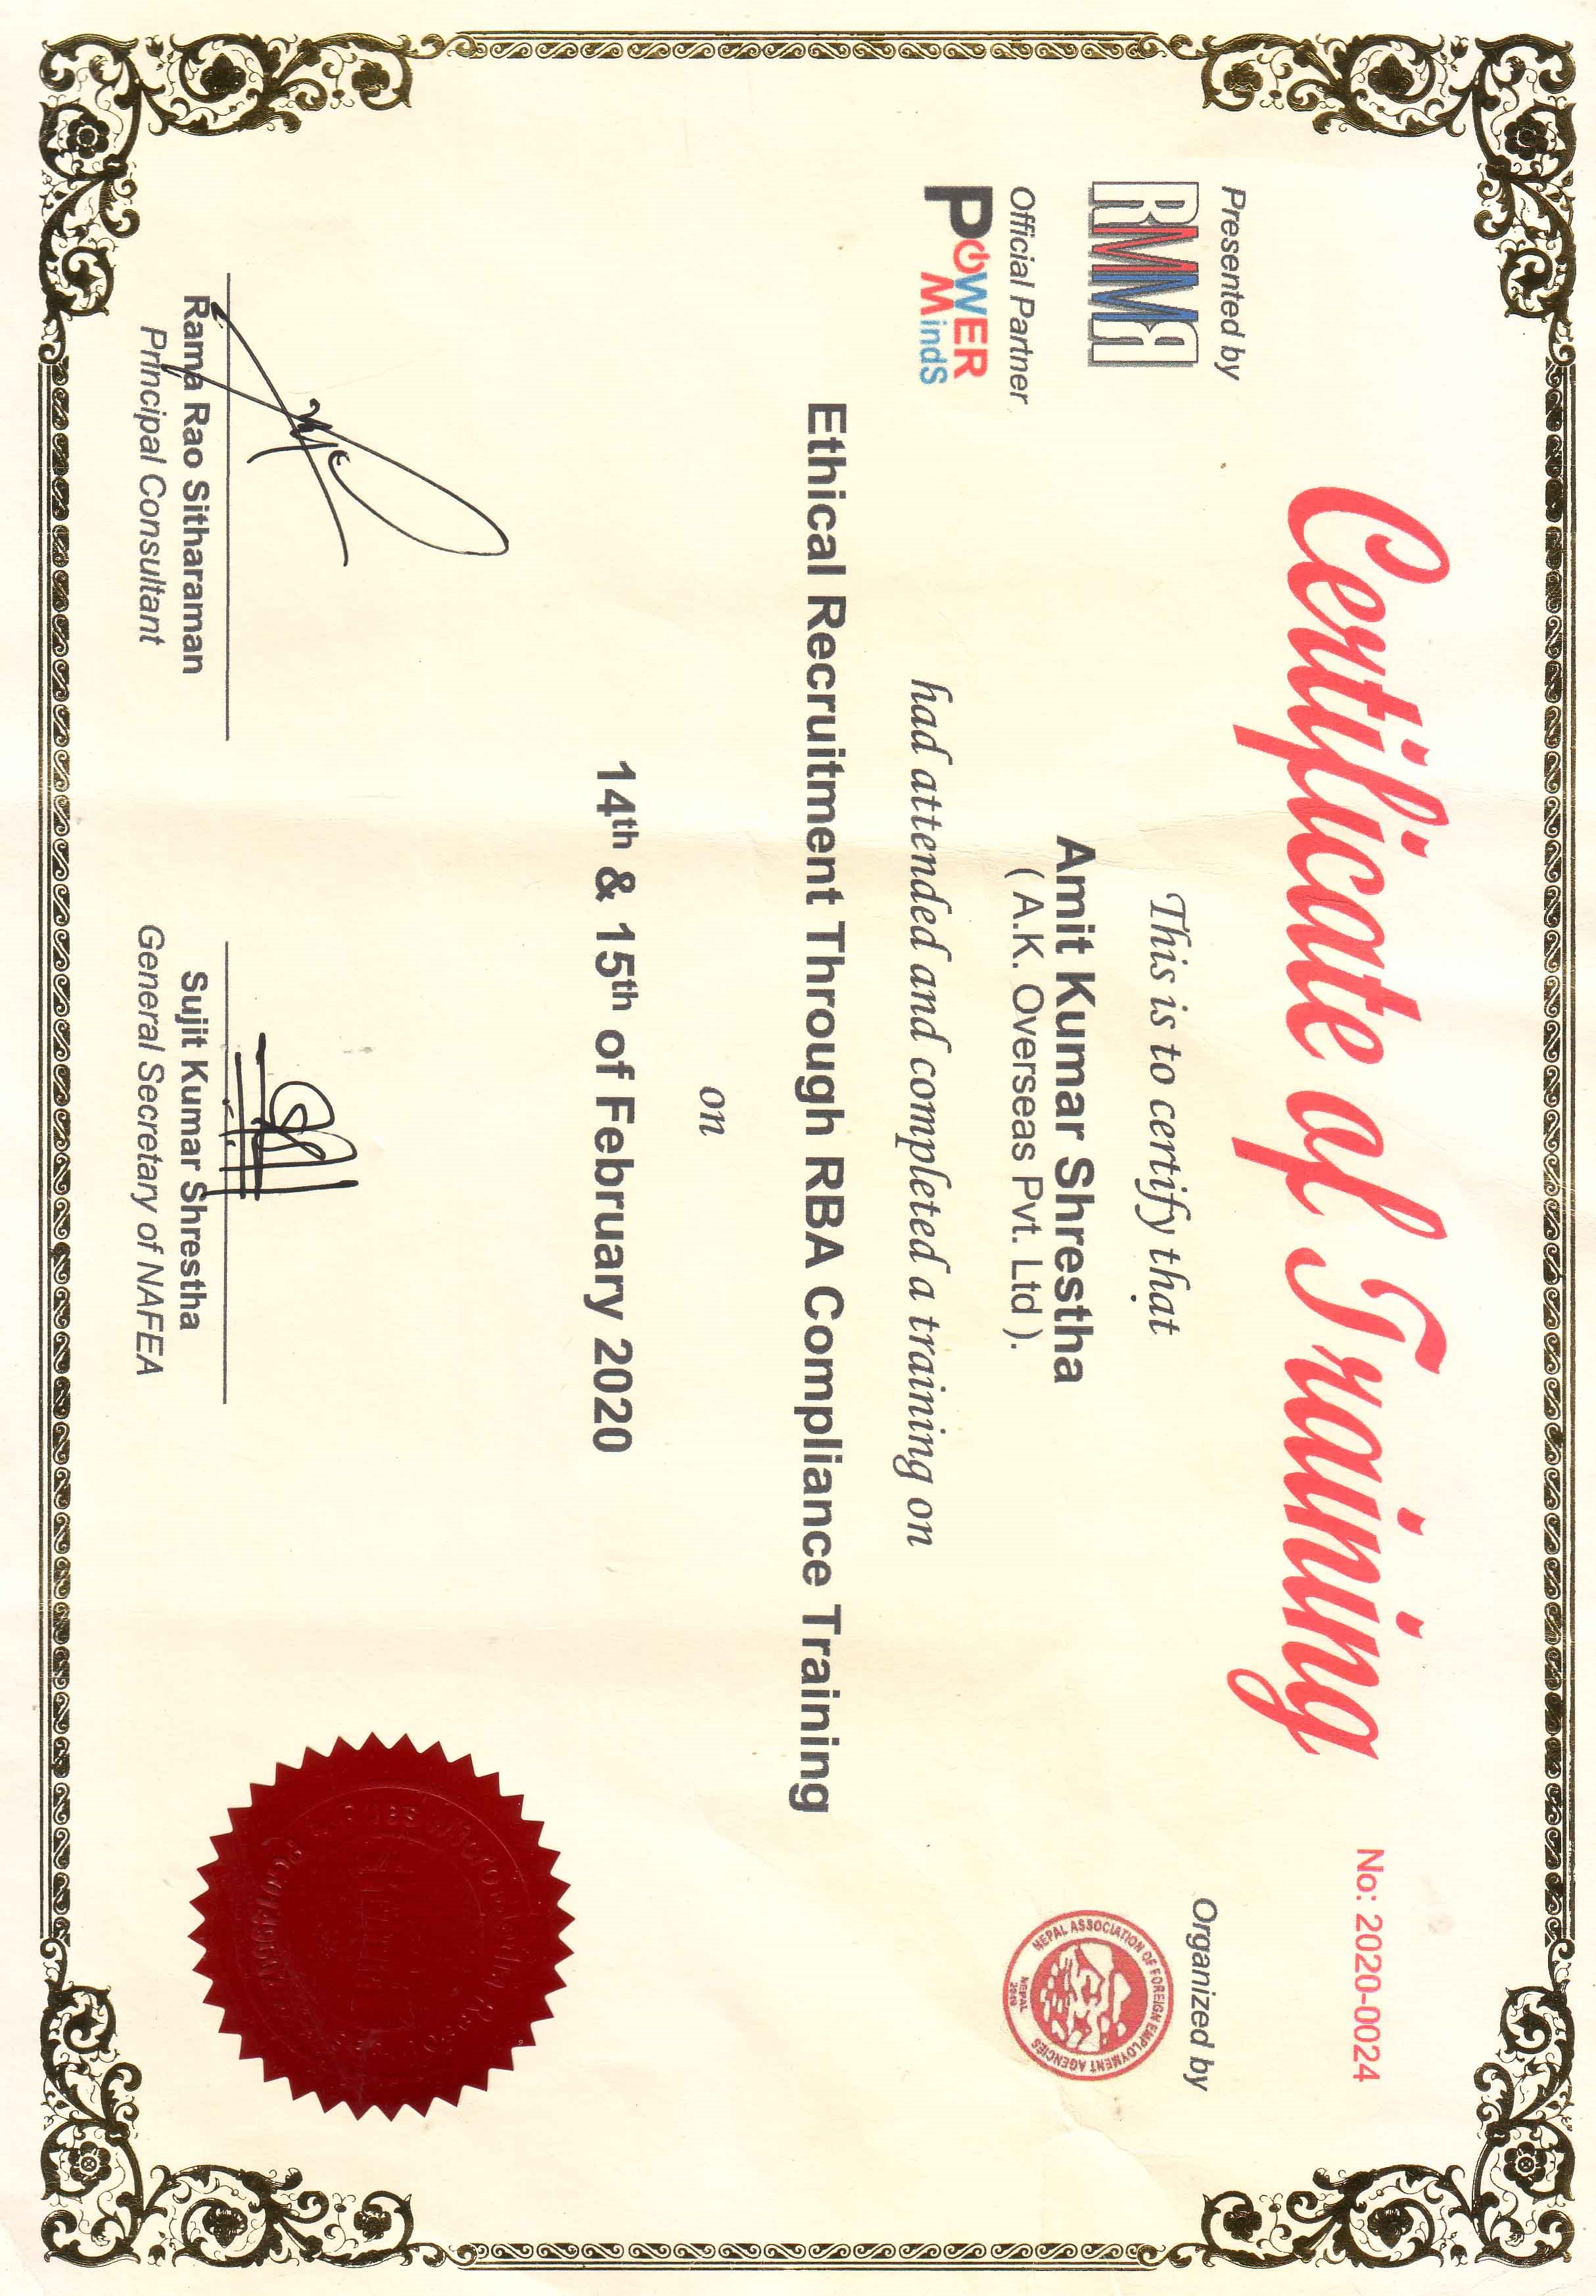 Certificate of Training
No: 2020-0024
Presented by
RMMR
Organized by
NEPAL ASSOCIATION OF FOREIGN EMPLOYMENT AGENCIES
NEPAL
Official Partner
POWER
MindS
This is to certify that
Amit Kumar Shrestha
( A.K. Overseas Pvt. Ltd ).
had attended and completed a training on
Ethical Recruitment Through RBA Compliance Training
on
14th & 15th of February 2020
Rama Rao Sitharaman
Principal Consultant
Sujit Kumar Shrestha
General Secretary of NAFEA